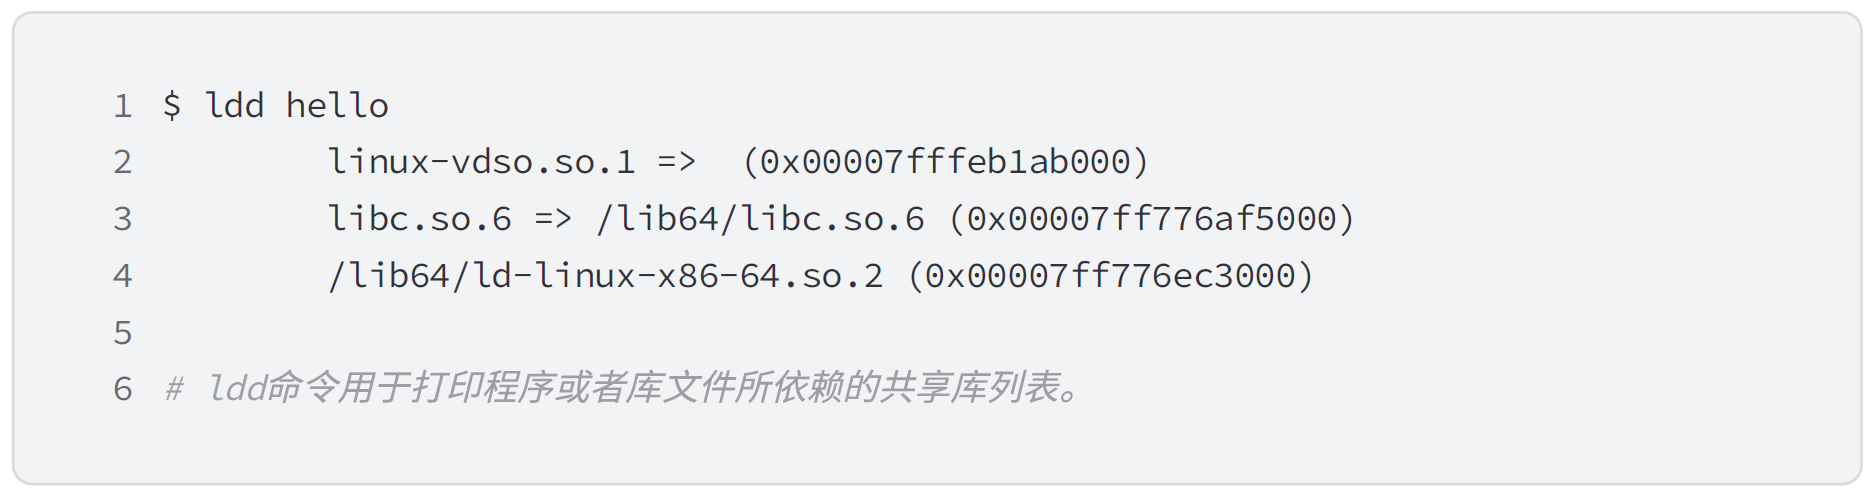 1 $ ldd hello
2         linux-vdso.so.1 =>  (0x00007fffeb1ab000)
3         libc.so.6 => /lib64/libc.so.6 (0x00007ff776af5000)
4         /lib64/ld-linux-x86-64.so.2 (0x00007ff776ec3000)
5
6 # ldd命令用于打印程序或者库文件所依赖的共享库列表。